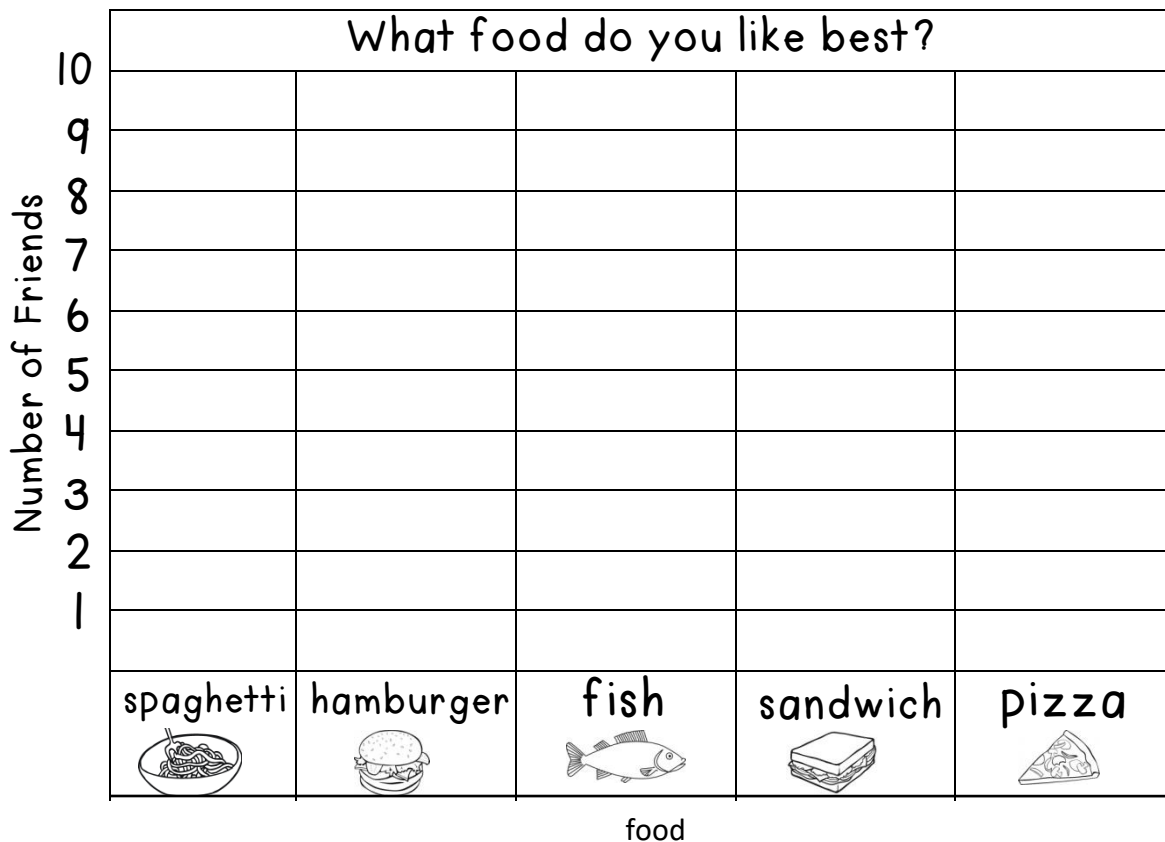 What food do you like best?
10
9
8
7
6
5
4
3
2
1
Number of Friends
spaghetti hamburger fish sandwich pizza
food